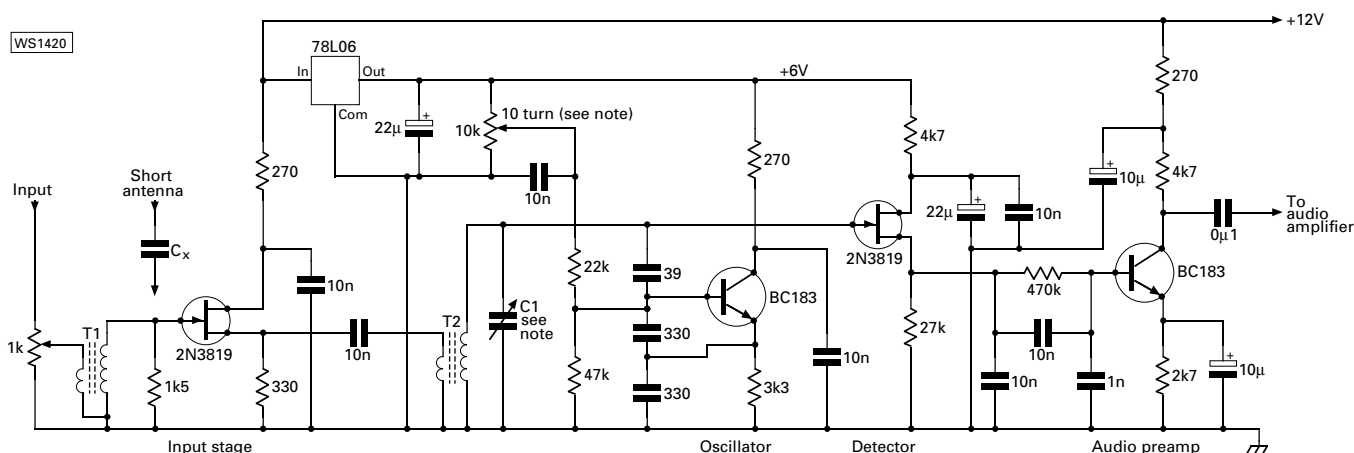 WS1420
+12V
78L06
In
Out
Com
+
22µ
10 turn (see note)
10k
+6V
270
270
270
4k7
4k7
+
10µ
+
22µ
10n
10n
Input
Short
antenna
Cx
10n
2N3819
To
audio
amplifier
0µ1
22k
39
BC183
BC183
470k
T1
T2
C1
see
note
1k
2N3819
10n
330
10n
27k
10n
1k5
330
47k
330
3k3
10n
1n
2k7
+
10µ
Input stage
Oscillator
Detector
Audio preamp